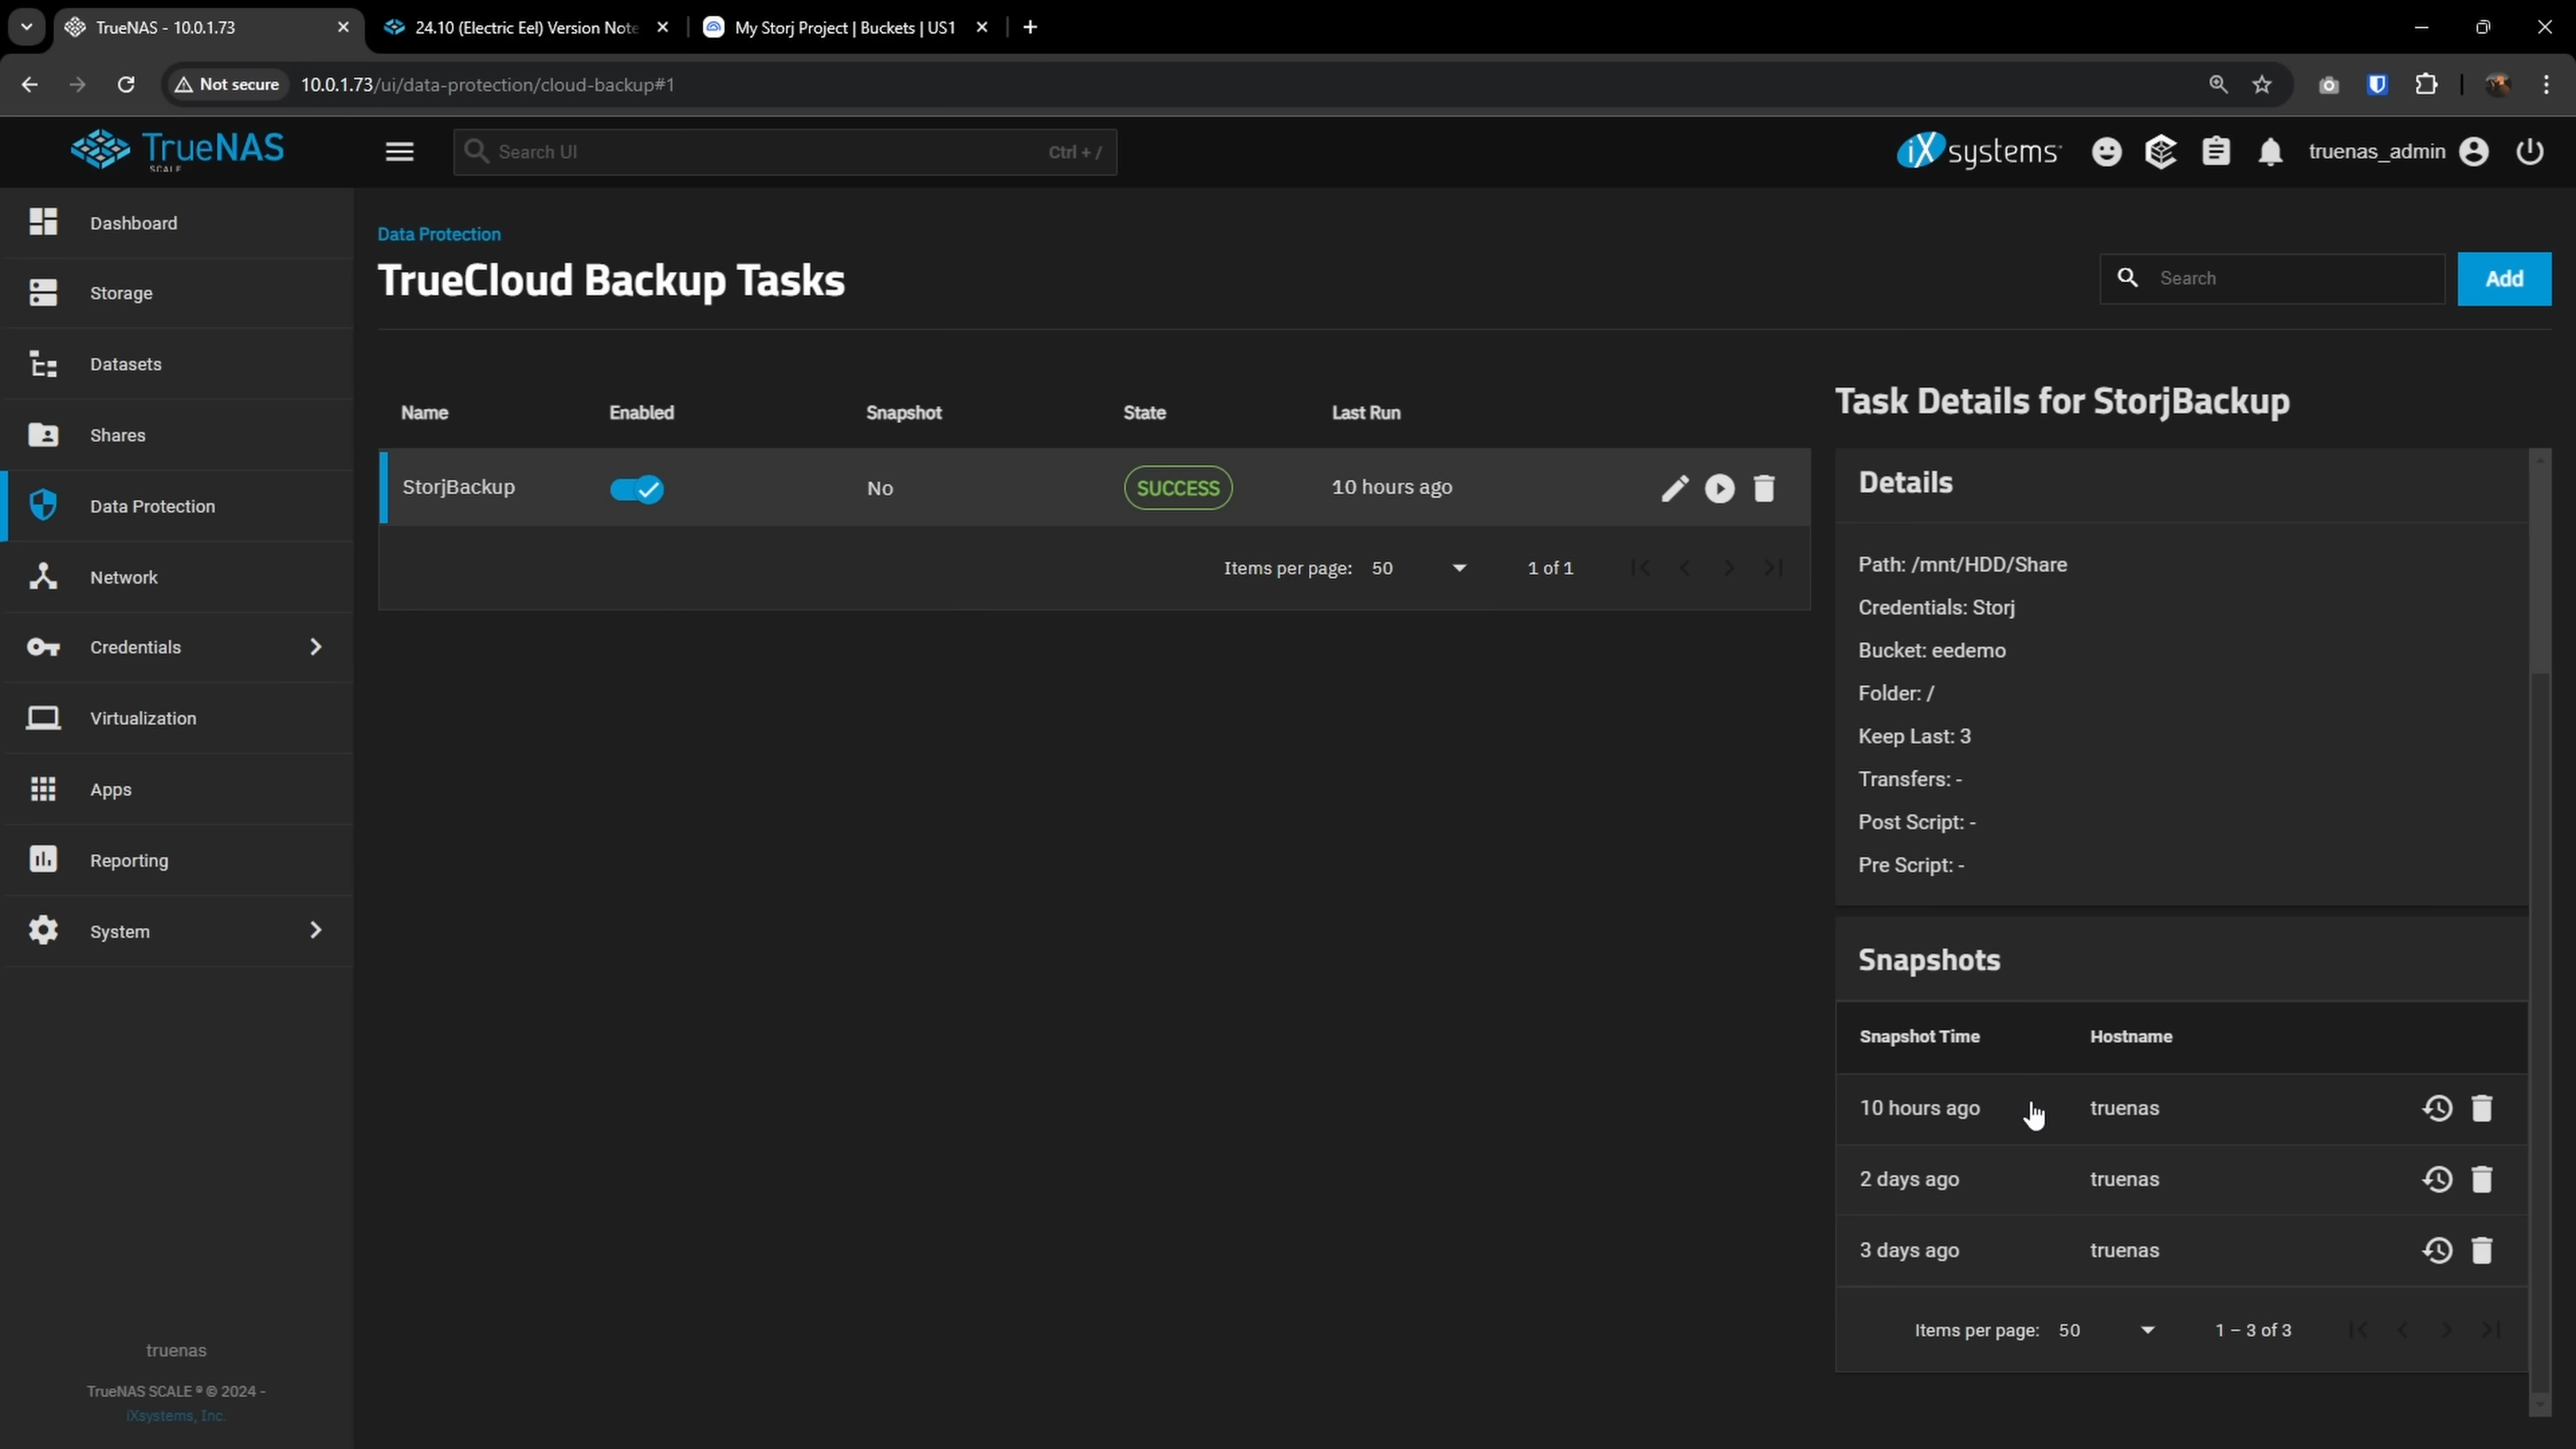 TrueNAS - 10.0.1.73
24.10 (Electric Eel) Version Note
My Storj Project | Buckets | US1
Not secure
10.0.1.73/ui/data-protection/cloud-backup#1
TrueNAS
SCALE
Search UI
Ctrl + /
iXsystems
truenas_admin
Dashboard
Storage
Datasets
Shares
Data Protection
Network
Credentials
Virtualization
Apps
Reporting
System
truenas
TrueNAS SCALE ® © 2024 -
iXsystems, Inc.
Data Protection
TrueCloud Backup Tasks
Search
Add
Name Enabled Snapshot State Last Run
StorjBackup No SUCCESS 10 hours ago
Items per page: 50 1 of 1
Task Details for StorjBackup
Details
Path: /mnt/HDD/Share
Credentials: Storj
Bucket: eedemo
Folder: /
Keep Last: 3
Transfers: -
Post Script: -
Pre Script: -
Snapshots
Snapshot Time Hostname
10 hours ago truenas
2 days ago truenas
3 days ago truenas
Items per page: 50 1 – 3 of 3